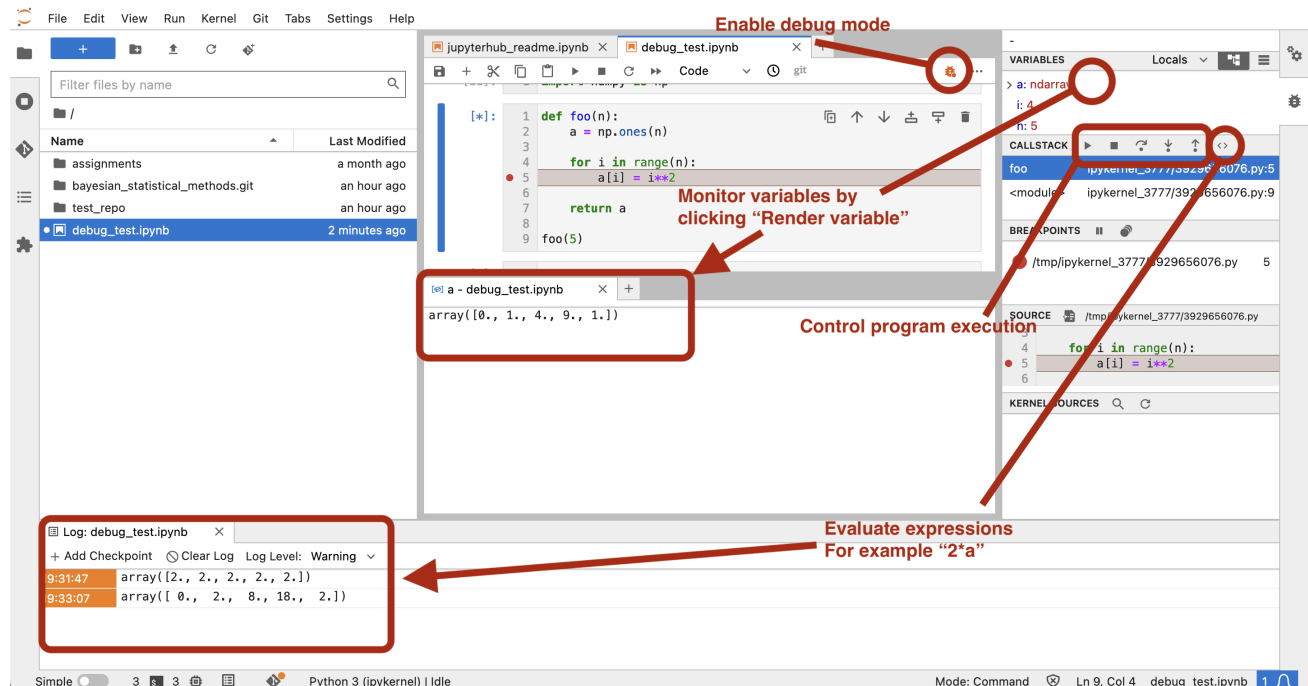 File Edit View Run Kernel Git Tabs Settings Help
Enable debug mode
Filter files by name
/
Name Last Modified
assignments a month ago
bayesian_statistical_methods.git an hour ago
test_repo an hour ago
debug_test.ipynb 2 minutes ago
jupyterhub_readme.ipynb
debug_test.ipynb
Code git
[*]:
1 def foo(n):
2 a = np.ones(n)
3
4 for i in range(n):
5 a[i] = i**2
6
7 return a
8
9 foo(5)
Monitor variables by
clicking “Render variable”
a - debug_test.ipynb
array([0., 1., 4., 9., 1.])
Control program execution
VARIABLES Locals
a: ndarray
i: 4
n: 5
CALLSTACK
foo ipykernel_3777/3929656076.py:5
<module> ipykernel_3777/3929656076.py:9
BREAKPOINTS
/tmp/ipykernel_3777/3929656076.py 5
SOURCE /tmp/ipykernel_3777/3929656076.py
4 for i in range(n):
5 a[i] = i**2
6
KERNEL SOURCES
Evaluate expressions
For example “2*a”
Log: debug_test.ipynb
+ Add Checkpoint Clear Log Log Level: Warning
9:31:47 array([2., 2., 2., 2., 2.])
9:33:07 array([ 0., 2., 8., 18., 2.])
Simple 3 $_ 3 Python 3 (ipykernel) | Idle Mode: Command Ln 9, Col 4 debug_test.ipynb 1